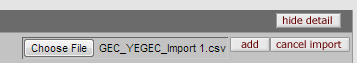 hide detail
Choose File GEC_YEGEC_Import 1.csv add cancel import